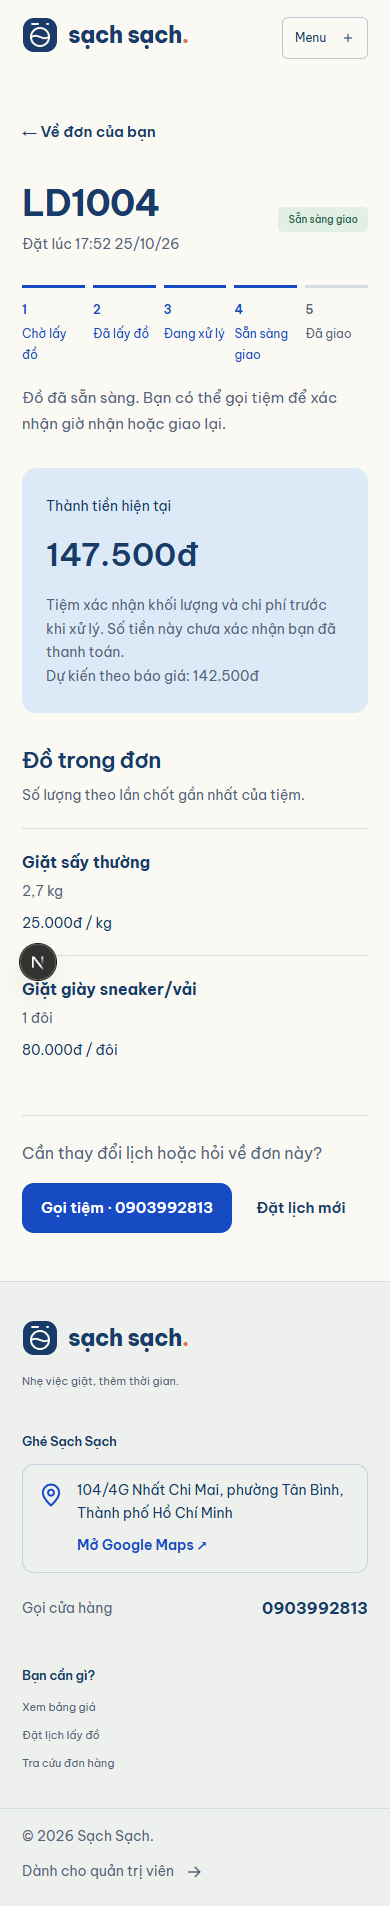 sạch sạch.
Menu +
← Về đơn của bạn
LD1004
Sẵn sàng giao
Đặt lúc 17:52 25/10/26
1 2 3 4 5
Chờ lấy đồ
Đã lấy đồ
Đang xử lý
Sẵn sàng giao
Đã giao
Đồ đã sẵn sàng. Bạn có thể gọi tiệm để xác
nhận giờ nhận hoặc giao lại.
Thành tiền hiện tại
147.500đ
Tiệm xác nhận khối lượng và chi phí trước
khi xử lý. Số tiền này chưa xác nhận bạn đã
thanh toán.
Dự kiến theo báo giá: 142.500đ
Đồ trong đơn
Số lượng theo lần chốt gần nhất của tiệm.
Giặt sấy thường
2,7 kg
25.000đ / kg
N
Giặt giày sneaker/vải
1 đôi
80.000đ / đôi
Cần thay đổi lịch hoặc hỏi về đơn này?
Gọi tiệm · 0903992813
Đặt lịch mới
sạch sạch.
Nhẹ việc giặt, thêm thời gian.
Ghé Sạch Sạch
104/4G Nhất Chi Mai, phường Tân Bình,
Thành phố Hồ Chí Minh
Mở Google Maps ↗
Gọi cửa hàng 0903992813
Bạn cần gì?
Xem bảng giá
Đặt lịch lấy đồ
Tra cứu đơn hàng
© 2026 Sạch Sạch.
Dành cho quản trị viên →